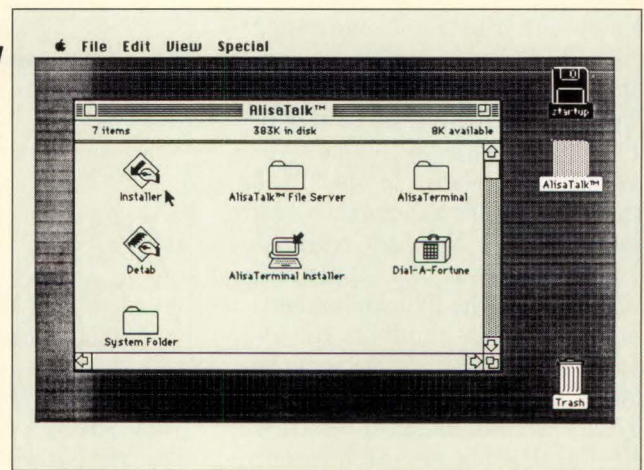 File Edit View Special
AlisaTalk™
7 items 383K in disk 8K available
Installer
AlisaTalk™ File Server
AlisaTerminal
Detab
AlisaTerminal Installer
Dial-A-Fortune
System Folder
startup
AlisaTalk™
Trash